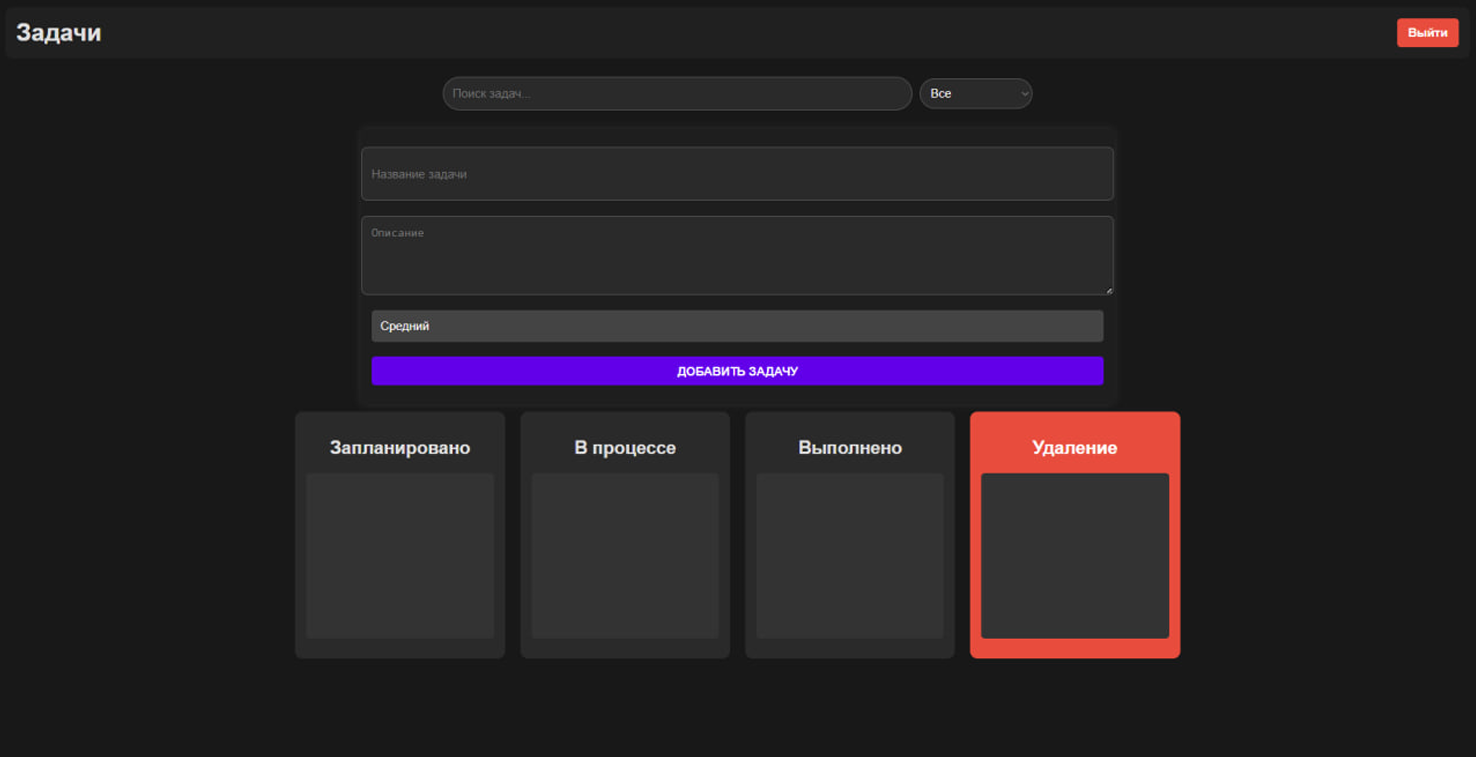 Задачи
Выйти
Поиск задач...
Все
Название задачи
Описание
Средний
ДОБАВИТЬ ЗАДАЧУ
Запланировано
В процессе
Выполнено
Удаление